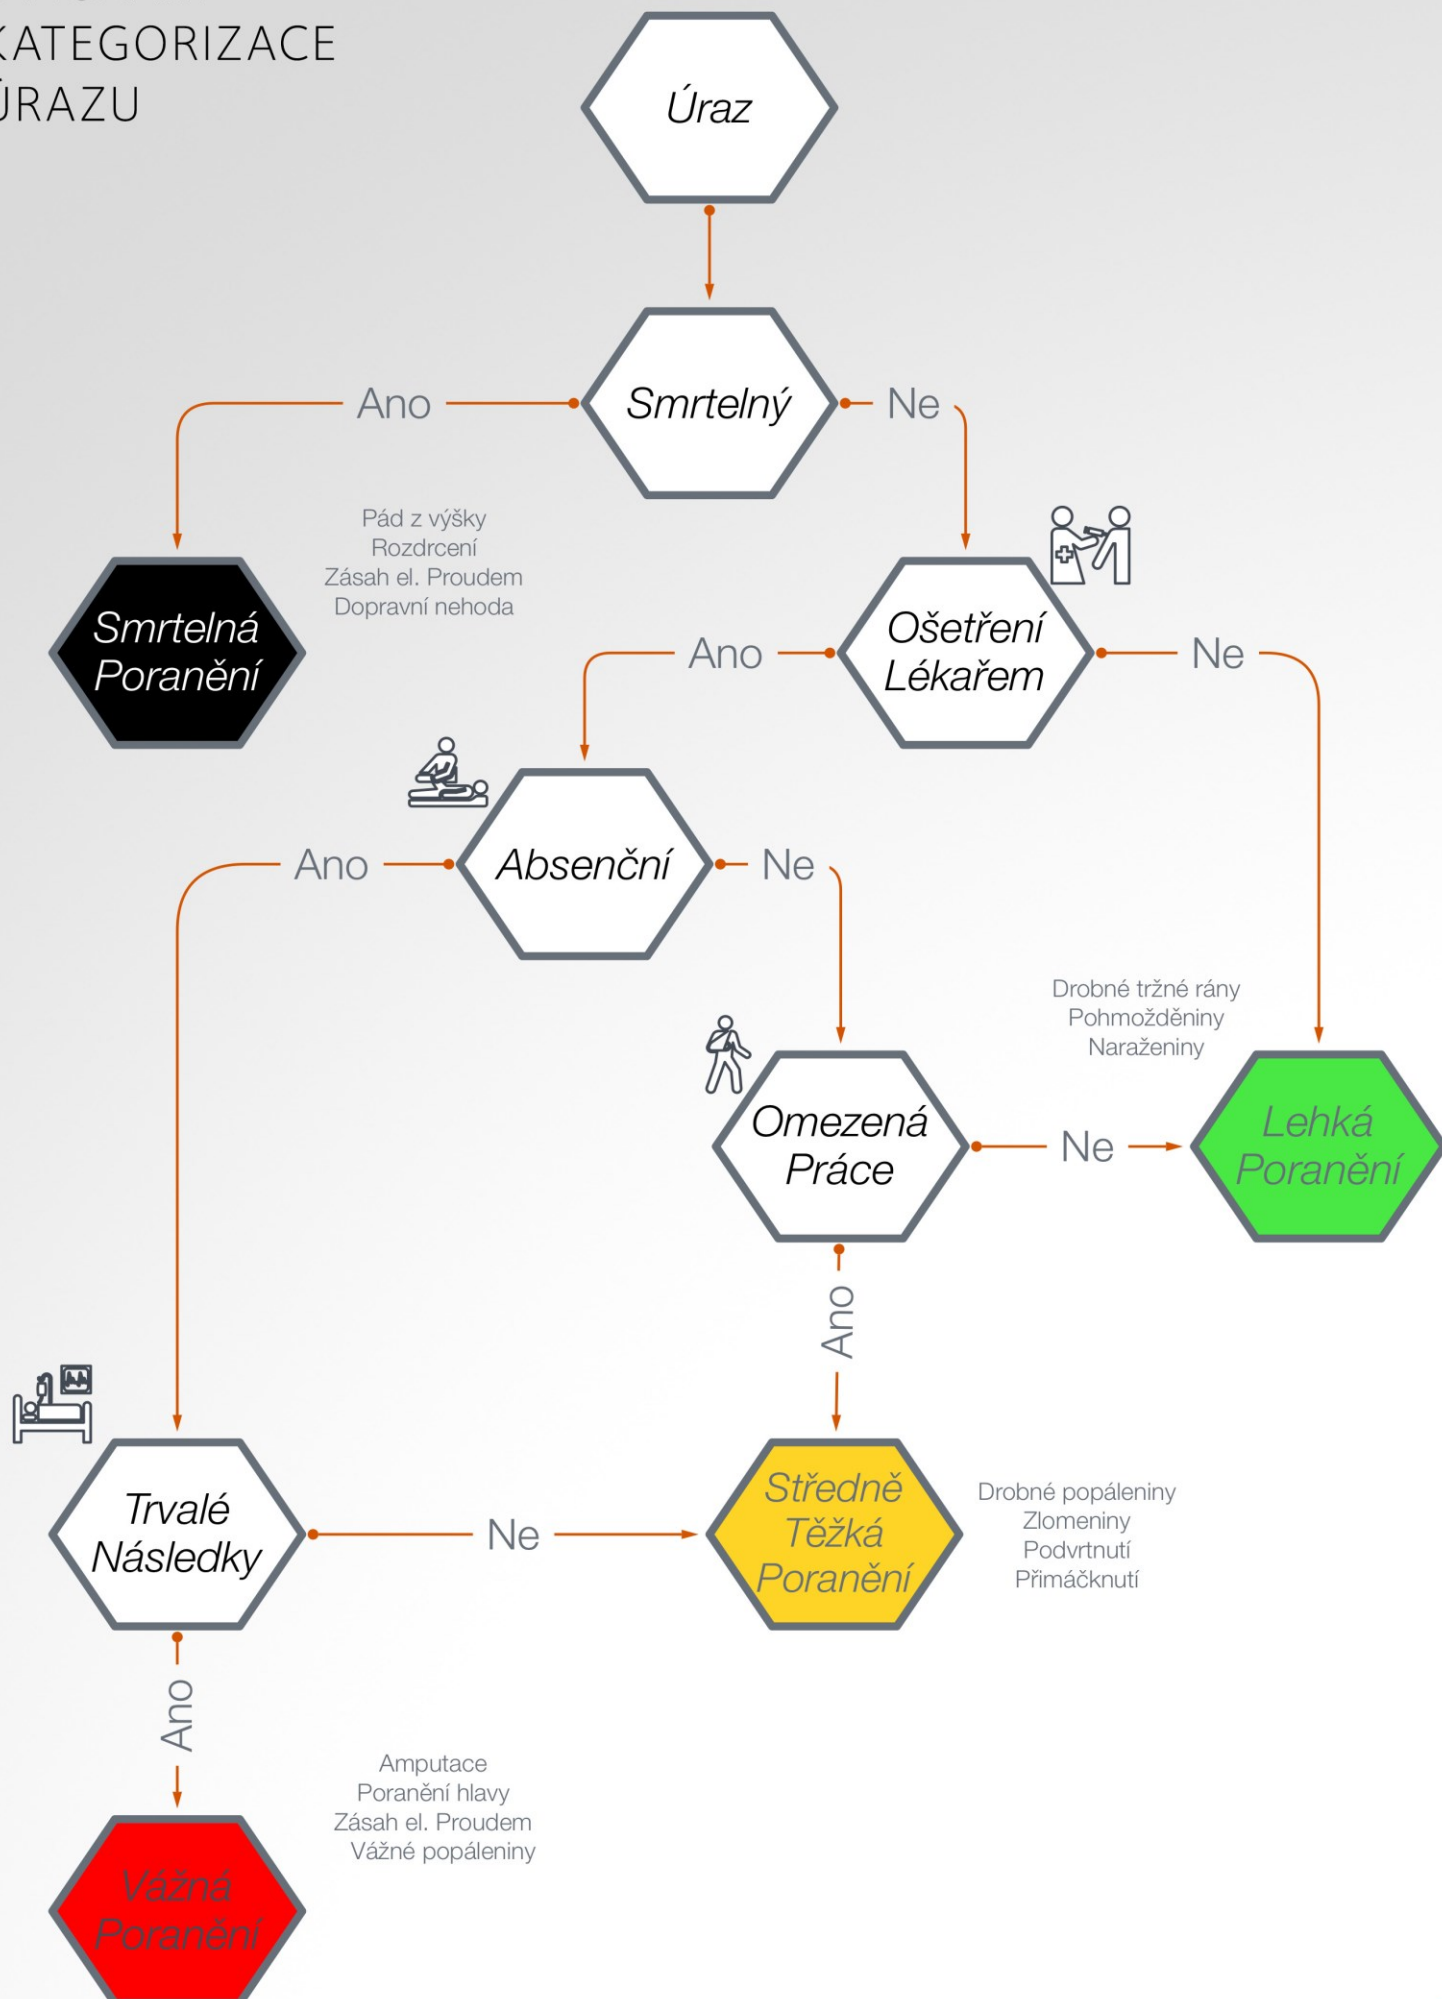 KATEGORIZACE
ÚRAZU
Úraz
Smrtelný
Ano
Ne
Pád z výšky
Rozdrcení
Zásah el. Proudem
Dopravní nehoda
Smrtelná
Poranění
Ošetření
Lékařem
Ano
Ne
Absenční
Ano
Ne
Drobné tržné rány
Pohmožděniny
Naraženiny
Omezená
Práce
Ne
Lehká
Poranění
Ano
Trvalé
Následky
Ne
Středně
Těžká
Poranění
Drobné popáleniny
Zlomeniny
Podvrtnutí
Přimáčknutí
Ano
Amputace
Poranění hlavy
Zásah el. Proudem
Vážné popáleniny
Vážná
Poranění